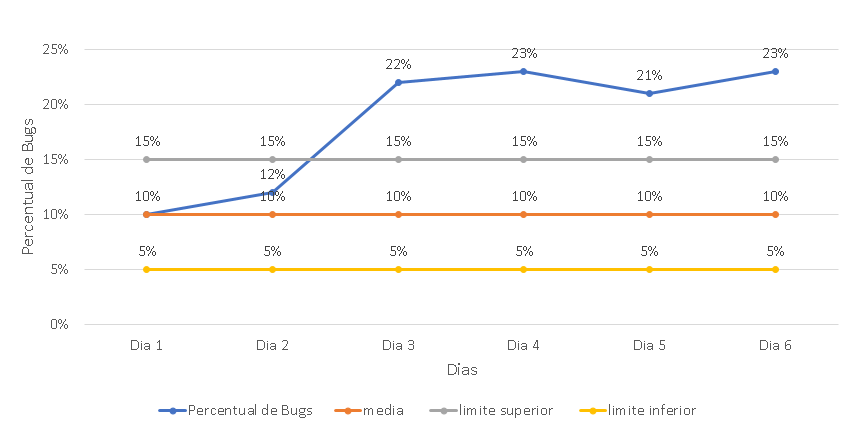 25%
20%
15%
10%
5%
0%
Percentual de Bugs
10% 12% 22% 23% 21% 23%
15% 15% 15% 15% 15% 15%
10% 10% 10% 10% 10% 10%
5% 5% 5% 5% 5% 5%
Dia 1 Dia 2 Dia 3 Dia 4 Dia 5 Dia 6
Dias
Percentual de Bugs media limite superior limite inferior